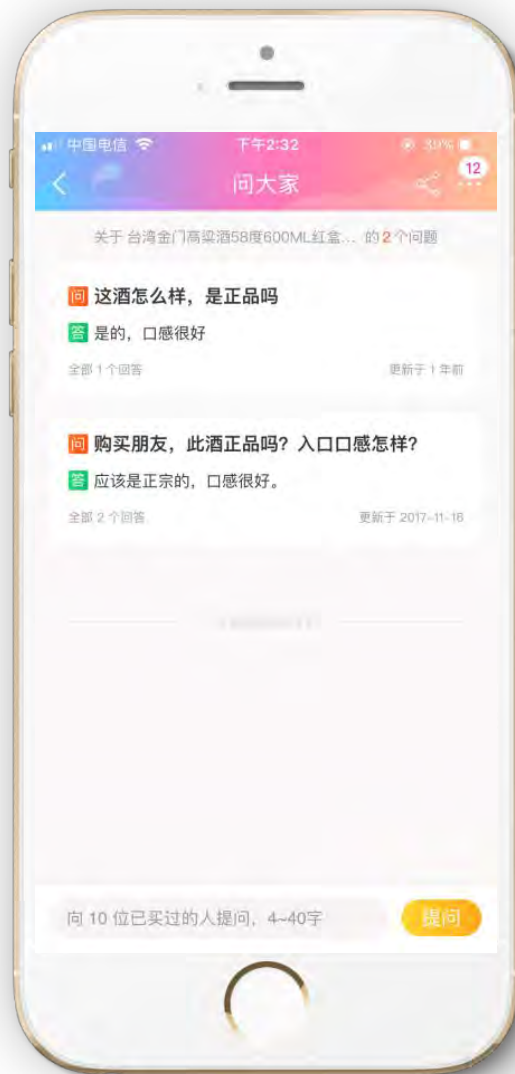 中国电信 下午2:32 39%
问大家 12
关于 台湾金门高粱酒58度600ML红盒... 的 2 个问题
问 这酒怎么样，是正品吗
答 是的，口感很好
全部 1 个回答 更新于 1 年前
问 购买朋友，此酒正品吗？入口口感怎样？
答 应该是正宗的，口感很好。
全部 2 个回答 更新于 2017-11-16
向 10 位已买过的人提问，4~40字 提问